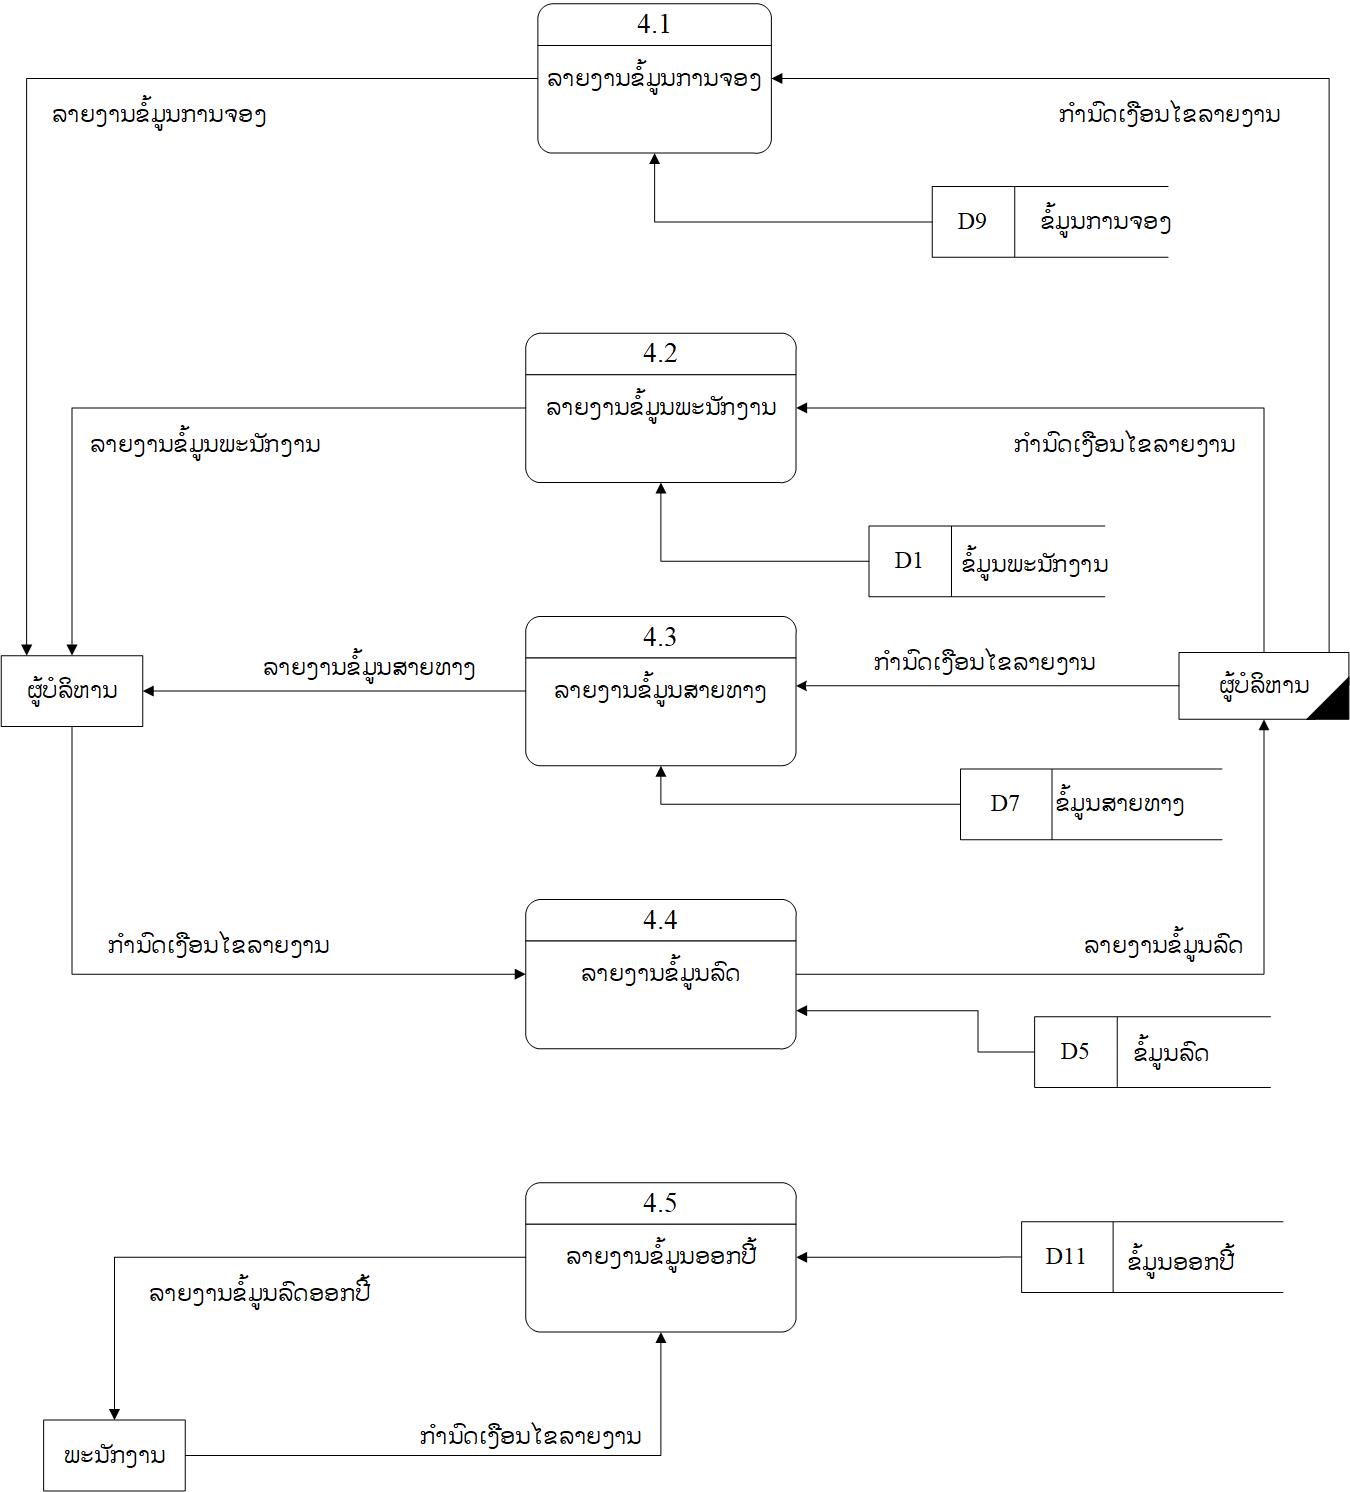 4.1
ລາຍງານຂໍ້ມູນການຈອງ
ລາຍງານຂໍ້ມູນການຈອງ
ກຳນົດເງືອນໄຂລາຍງານ
D9
ຂໍ້ມູນການຈອງ
4.2
ລາຍງານຂໍ້ມູນພະນັກງານ
ລາຍງານຂໍ້ມູນພະນັກງານ
ກຳນົດເງືອນໄຂລາຍງານ
D1
ຂໍ້ມູນພະນັກງານ
4.3
ລາຍງານຂໍ້ມູນສາຍທາງ
ກຳນົດເງືອນໄຂລາຍງານ
ຜູ້ບໍລິຫານ
ລາຍງານຂໍ້ມູນສາຍທາງ
ຜູ້ບໍລິຫານ
D7
ຂໍ້ມູນສາຍທາງ
4.4
ກຳນົດເງືອນໄຂລາຍງານ
ລາຍງານຂໍ້ມູນລົດ
ລາຍງານຂໍ້ມູນລົດ
D5
ຂໍ້ມູນລົດ
4.5
ລາຍງານຂໍ້ມູນອອກປີ້
D11
ຂໍ້ມູນອອກປີ້
ລາຍງານຂໍ້ມູນລົດອອກປີ້
ກຳນົດເງືອນໄຂລາຍງານ
ພະນັກງານ